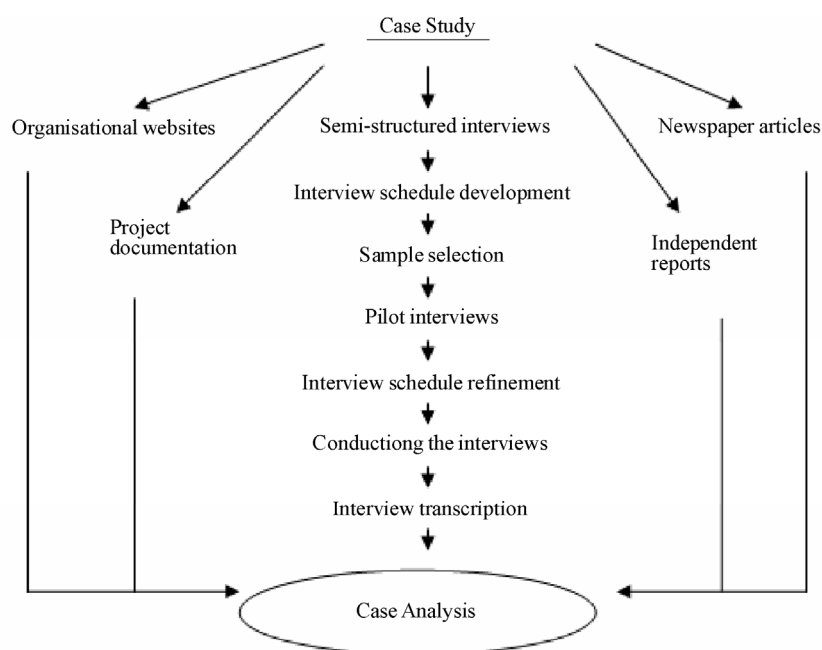 Case Study
Organisational websites
Semi-structured interviews
Newspaper articles
Interview schedule development
Project
documentation
Independent
reports
Sample selection
Pilot interviews
Interview schedule refinement
Conductiong the interviews
Interview transcription
Case Analysis